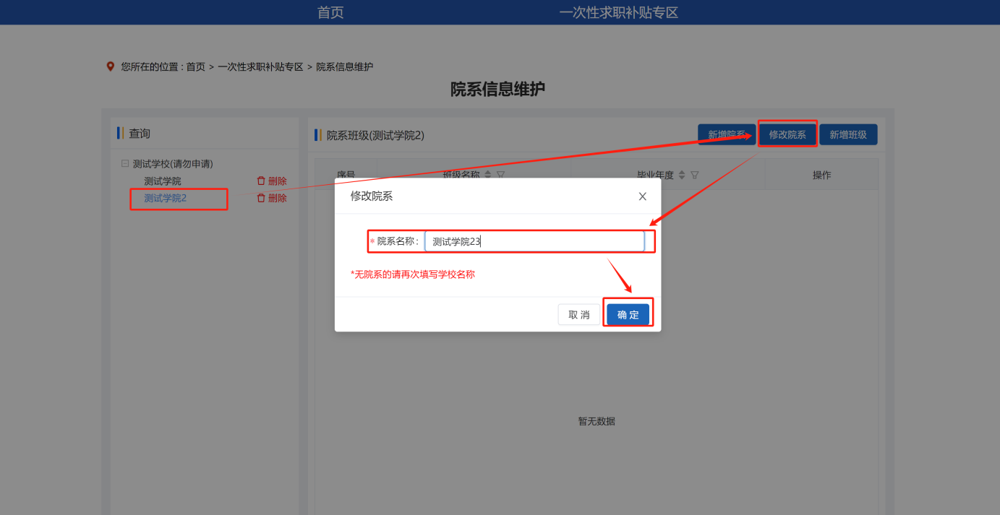 首页 一次性求职补贴专区
您所在的位置 : 首页 > 一次性求职补贴专区 > 院系信息维护
院系信息维护
查询
院系班级(测试学院2) 新增院系 修改院系 新增班级
测试学校(请勿申请)
测试学院 删除
测试学院2 删除
序号 班级名称 毕业年度 操作
修改院系
* 院系名称 : 测试学院23
*无院系的请再次填写学校名称
取 消 确 定
暂无数据